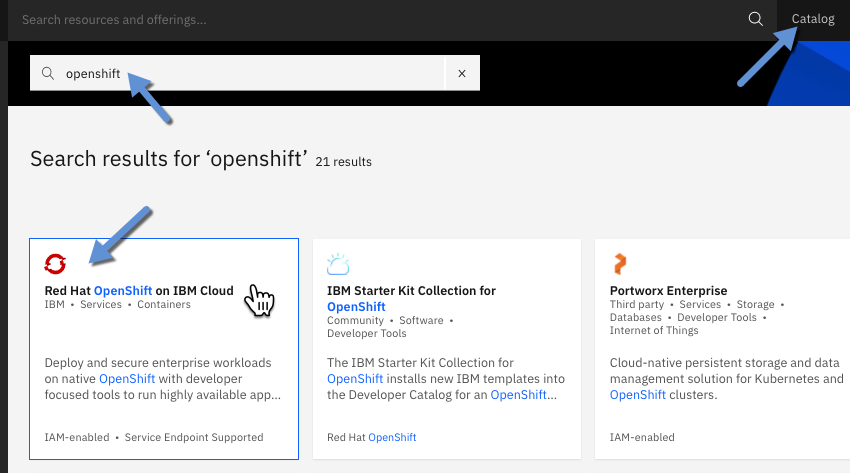 Search resources and offerings...
Catalog
openshift
Search results for ‘openshift’ 21 results
Red Hat OpenShift on IBM Cloud
IBM • Services • Containers
Deploy and secure enterprise workloads
on native OpenShift with developer
focused tools to run highly available app...
IAM-enabled • Service Endpoint Supported
IBM Starter Kit Collection for
OpenShift
Community • Software •
Developer Tools
The IBM Starter Kit Collection for
OpenShift installs new IBM templates into
the Developer Catalog for an OpenShift...
Red Hat OpenShift
Portworx Enterprise
Third party • Services • Storage •
Databases • Developer Tools •
Internet of Things
Cloud-native persistent storage and data
management solution for Kubernetes and
OpenShift clusters.
IAM-enabled